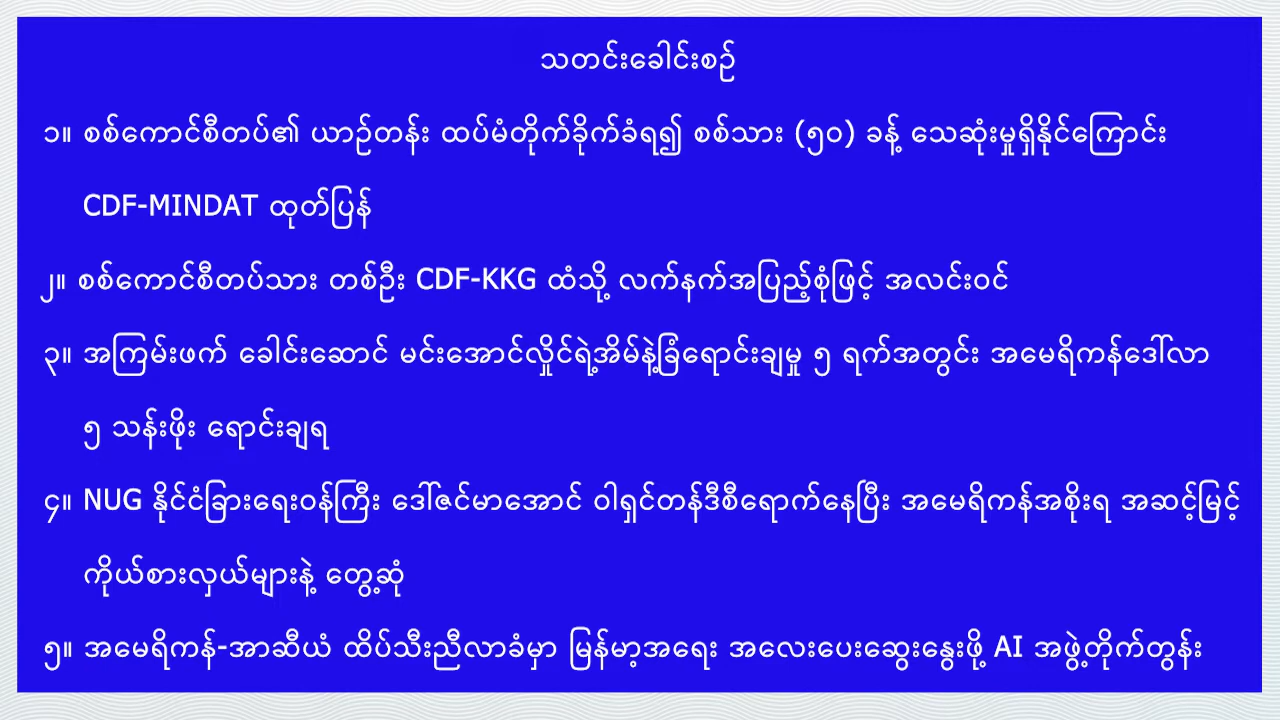 သတင်းခေါင်းစဉ်
၁။ စစ်ကောင်စီတပ်၏ ယာဉ်တန်း ထပ်မံတိုက်ခိုက်ခံရ၍ စစ်သား (၅၀) ခန့် သေဆုံးမှုရှိနိုင်ကြောင်း
CDF-MINDAT ထုတ်ပြန်
၂။ စစ်ကောင်စီတပ်သား တစ်ဦး CDF-KKG ထံသို့ လက်နက်အပြည့်စုံဖြင့် အလင်းဝင်
၃။ အကြမ်းဖက် ခေါင်းဆောင် မင်းအောင်လှိုင်ရဲ့အိမ်နဲ့ခြံရောင်းချမှု ၅ ရက်အတွင်း အမေရိကန်ဒေါ်လာ
၅ သန်းဖိုး ရောင်းချရ
၄။ NUG နိုင်ငံခြားရေးဝန်ကြီး ဒေါ်ဇင်မာအောင် ဝါရှင်တန်ဒီစီရောက်နေပြီး အမေရိကန်အစိုးရ အဆင့်မြင့်
ကိုယ်စားလှယ်များနဲ့ တွေ့ဆုံ
၅။ အမေရိကန်-အာဆီယံ ထိပ်သီးညီလာခံမှာ မြန်မာ့အရေး အလေးပေးဆွေးနွေးဖို့ AI အဖွဲ့တိုက်တွန်း